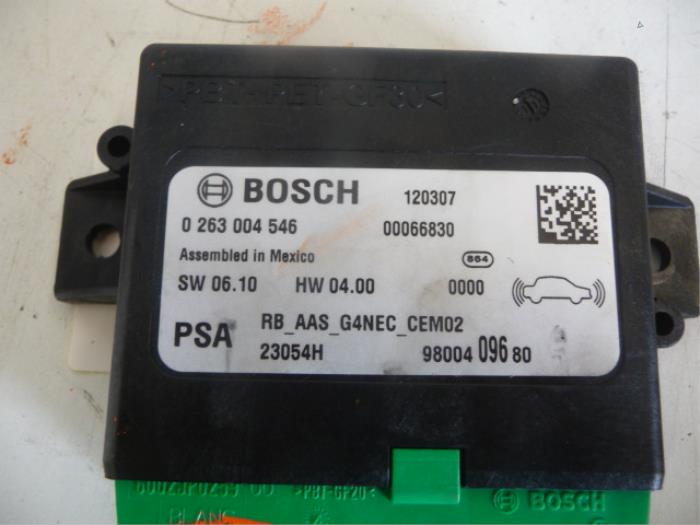 >PBT+PET-GF30<
BOSCH 120307
0 263 004 546 00066830
Assembled in Mexico 864
SW 06.10 HW 04.00 0000
PSA RB_AAS_G4NEC_CEM02
23054H 98004 096 80
>PBT-GF20< BOSCH
BLANC